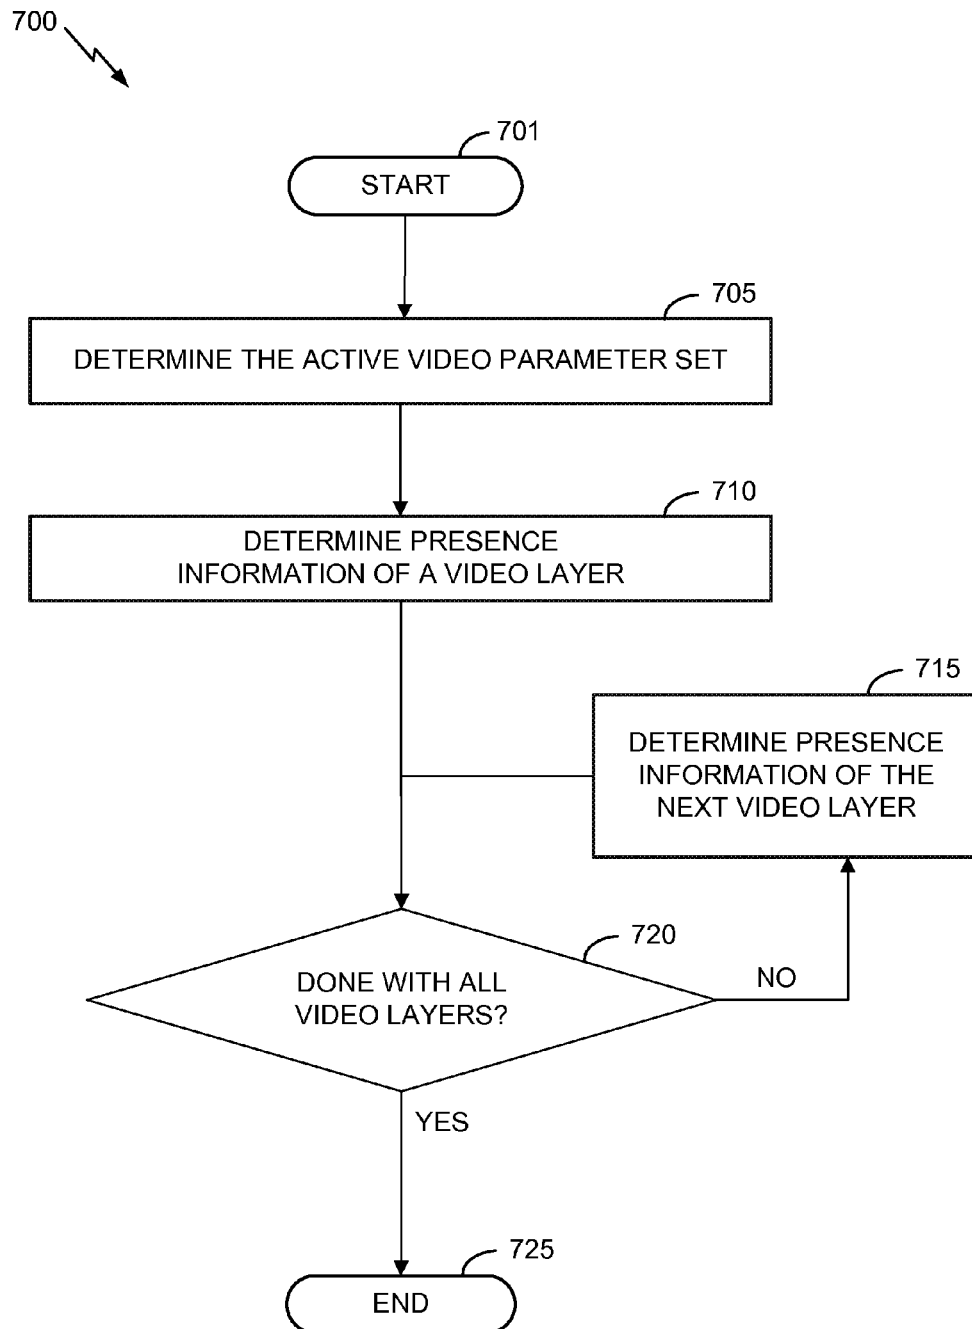 700
701
START
705
DETERMINE THE ACTIVE VIDEO PARAMETER SET
710
DETERMINE PRESENCE
INFORMATION OF A VIDEO LAYER
715
DETERMINE PRESENCE
INFORMATION OF THE
NEXT VIDEO LAYER
720
DONE WITH ALL
VIDEO LAYERS?
NO
YES
725
END